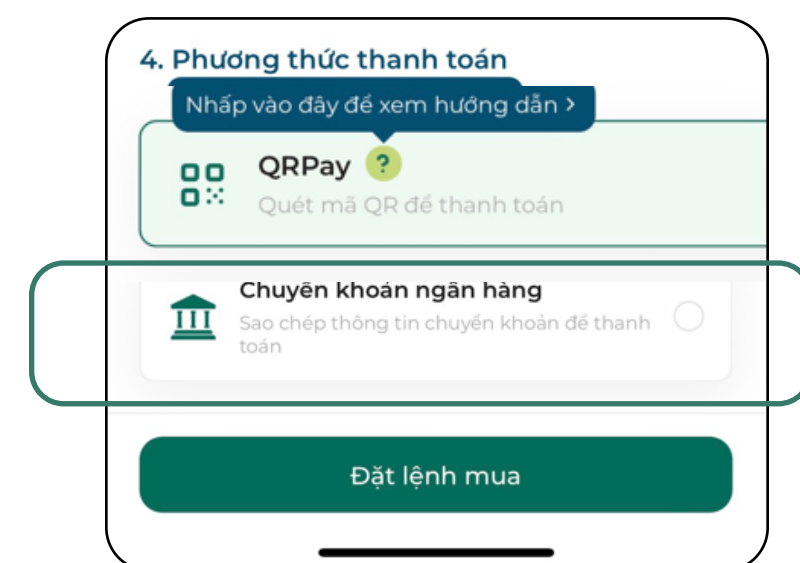 4. Phương thức thanh toán
Nhấp vào đây để xem hướng dẫn >
QRPay ?
Quét mã QR để thanh toán
Chuyển khoản ngân hàng
Sao chép thông tin chuyển khoản để thanh
toán
Đặt lệnh mua